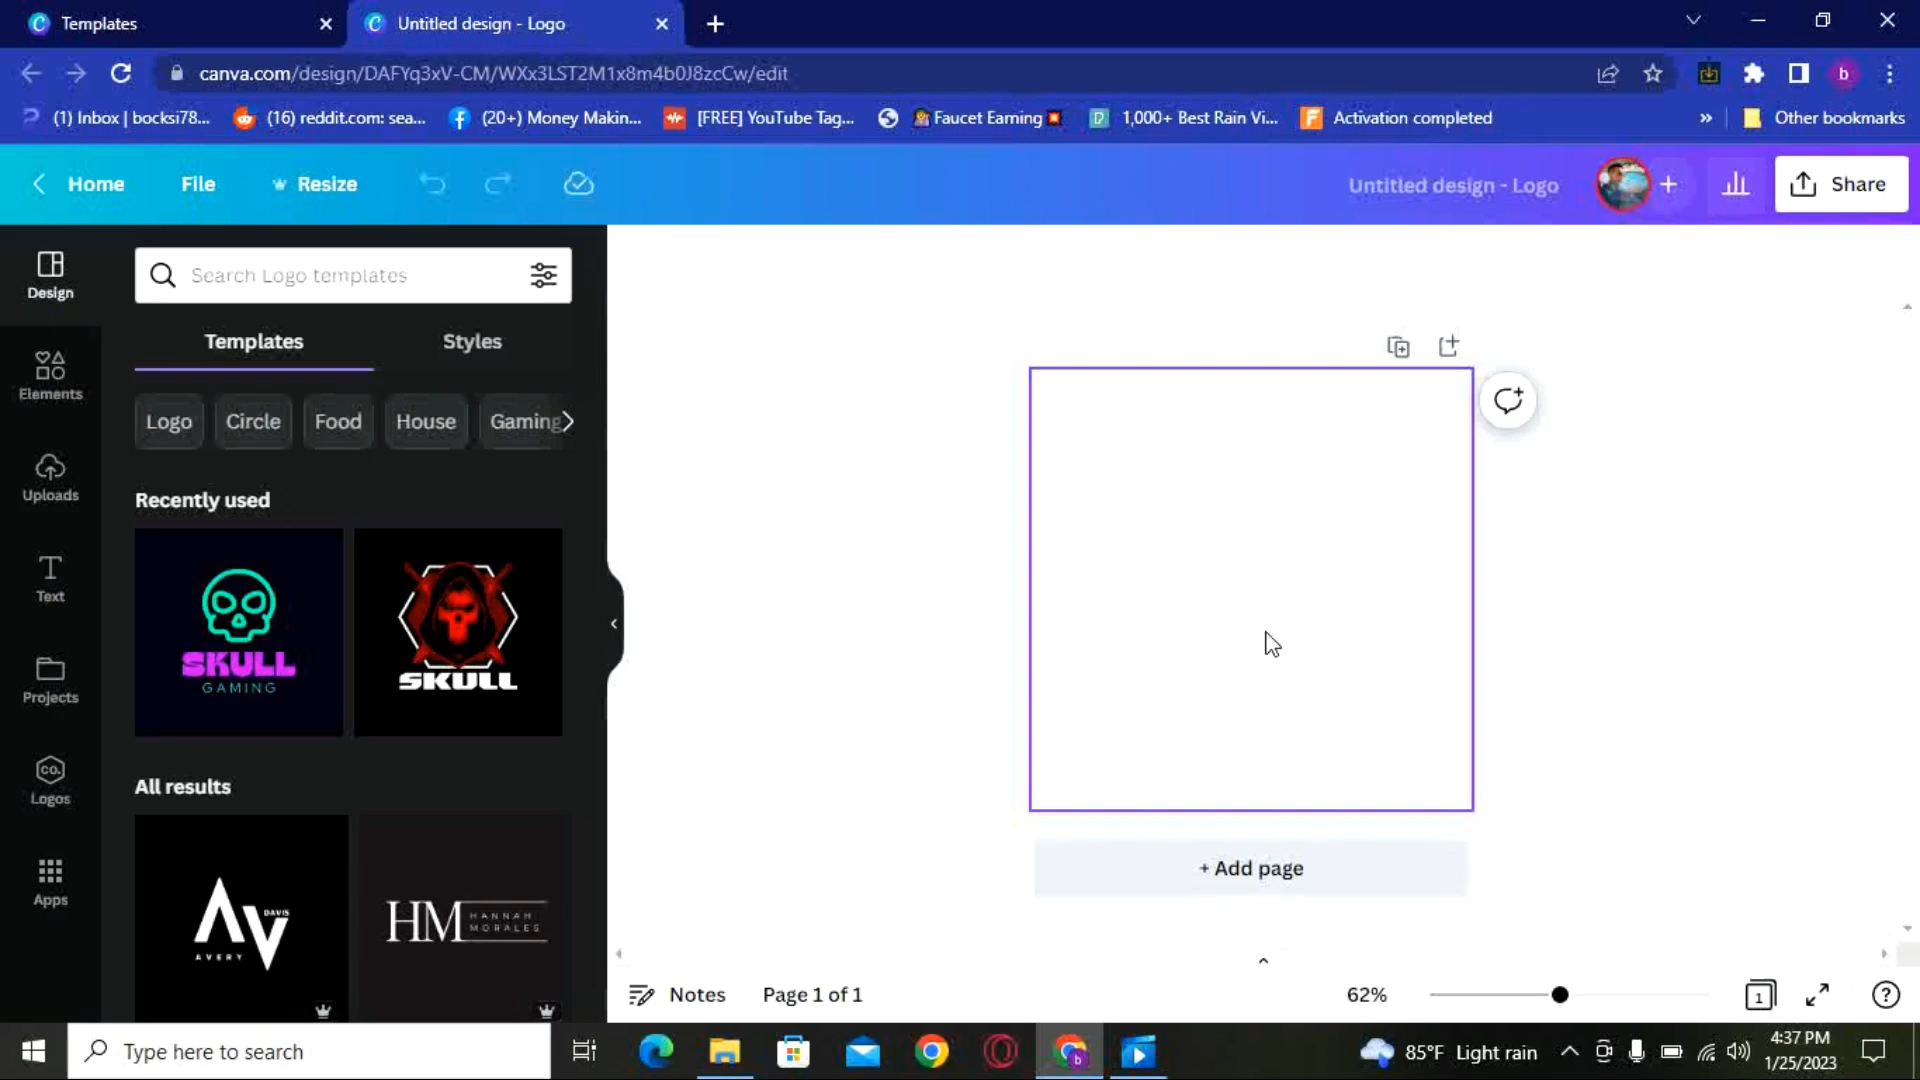 Templates
Untitled design - Logo
canva.com/design/DAFYq3xV-CM/WXx3LST2M1x8m4b0J8zcCw/edit
b
(1) Inbox | bocksi78...
(16) reddit.com: sea...
(20+) Money Makin...
[FREE] YouTube Tag...
Faucet Earning
1,000+ Best Rain Vi...
Activation completed
»
Other bookmarks
Home
File
Resize
Untitled design - Logo
Share
Design
Elements
Uploads
Text
Projects
CO.
Logos
Apps
Search Logo templates
Templates
Styles
Logo
Circle
Food
House
Gaming
Recently used
SKULL
GAMING
SKULL
All results
AV
DAVIS
AVERY
HM
HANNAH
MORALES
+ Add page
Notes
Page 1 of 1
62%
1
Type here to search
85°F Light rain
4:37 PM
1/25/2023